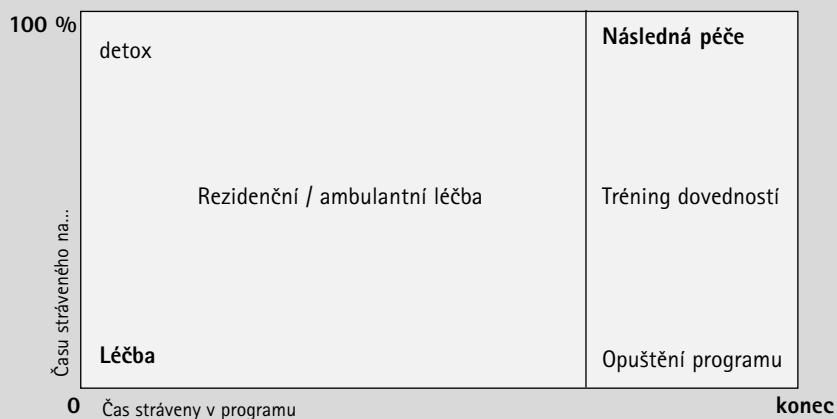 100 %
detox
Následná péče
Rezidenční / ambulantní léčba
Tréning dovedností
Času stráveného na...
Léčba
Opuštění programu
0
Čas stráveny v programu
konec